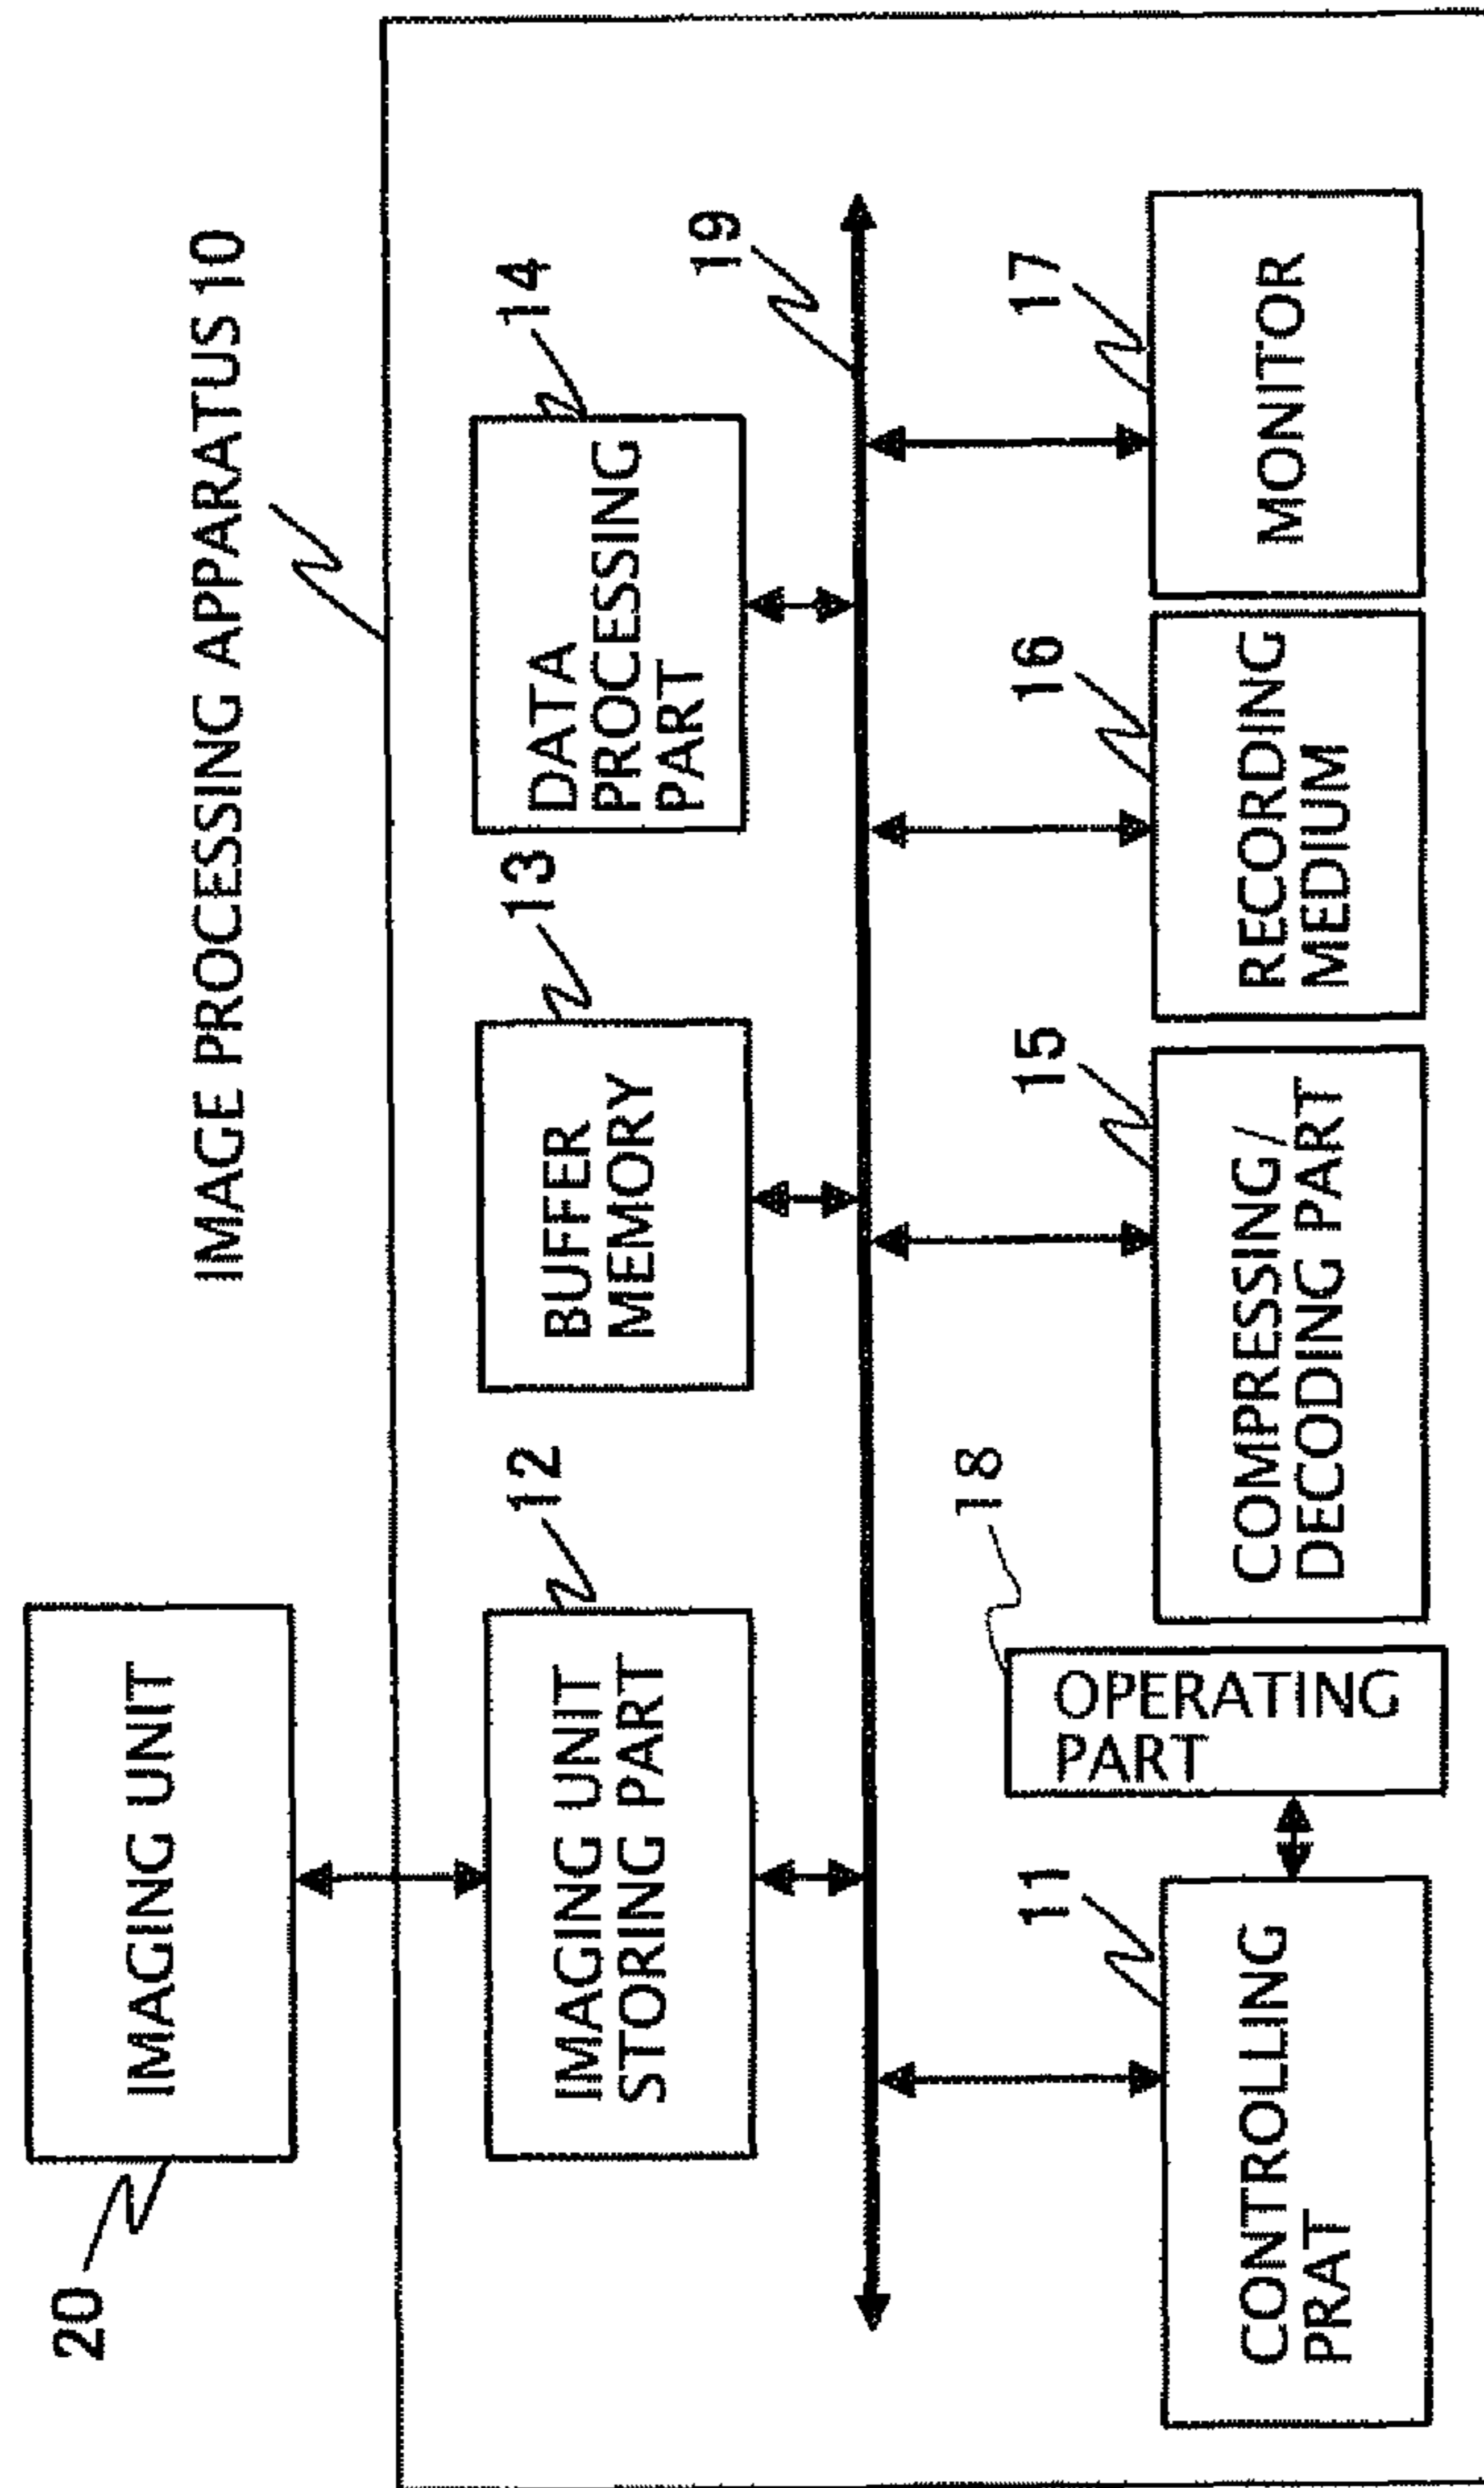 IMAGE PROCESSING APPARATUS 10
20
IMAGING UNIT
12
IMAGING UNIT
STORING PART
13
BUFFER
MEMORY
14
DATA
PROCESSING
PART
19
11
CONTROLLING
PRAT
18
OPERATING
PART
15
COMPRESSING/
DECODING PART
16
RECORDING
MEDIUM
17
MONITOR